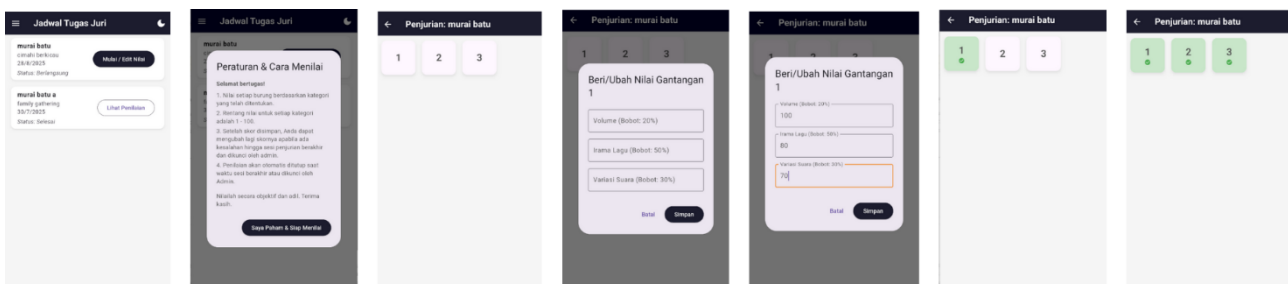 Jadwal Tugas Juri
murai batu
cimahi berkicau
28/8/2025
Status: Berlangsung
Mulai / Edit Nilai
murai batu a
family gathering
30/7/2025
Status: Selesai
Lihat Penilaian
Jadwal Tugas Juri
murai batu
Peraturan & Cara Menilai
Selamat bertugas!
1. Nilai setiap burung berdasarkan kategori
yang telah ditentukan.
2. Rentang nilai untuk setiap kategori
adalah 1 - 100.
3. Setelah skor disimpan, Anda dapat
mengubah lagi skornya apabila ada
kesalahan hingga sesi penjurian berakhir
dan dikunci oleh admin.
4. Penilaian akan otomatis ditutup saat
waktu sesi berakhir atau dikunci oleh
Admin.
Nilailah secara objektif dan adil. Terima
kasih.
Saya Paham & Siap Menilai
Penjurian: murai batu
1 2 3
Penjurian: murai batu
1 2 3
Beri/Ubah Nilai Gantangan
1
Volume (Bobot: 20%)
Irama Lagu (Bobot: 50%)
Variasi Suara (Bobot: 30%)
Batal Simpan
Penjurian: murai batu
Beri/Ubah Nilai Gantangan
1
Volume (Bobot: 20%)
100
Irama Lagu (Bobot: 50%)
80
Variasi Suara (Bobot: 30%)
70
Batal Simpan
Penjurian: murai batu
1 2 3
Penjurian: murai batu
1 2 3